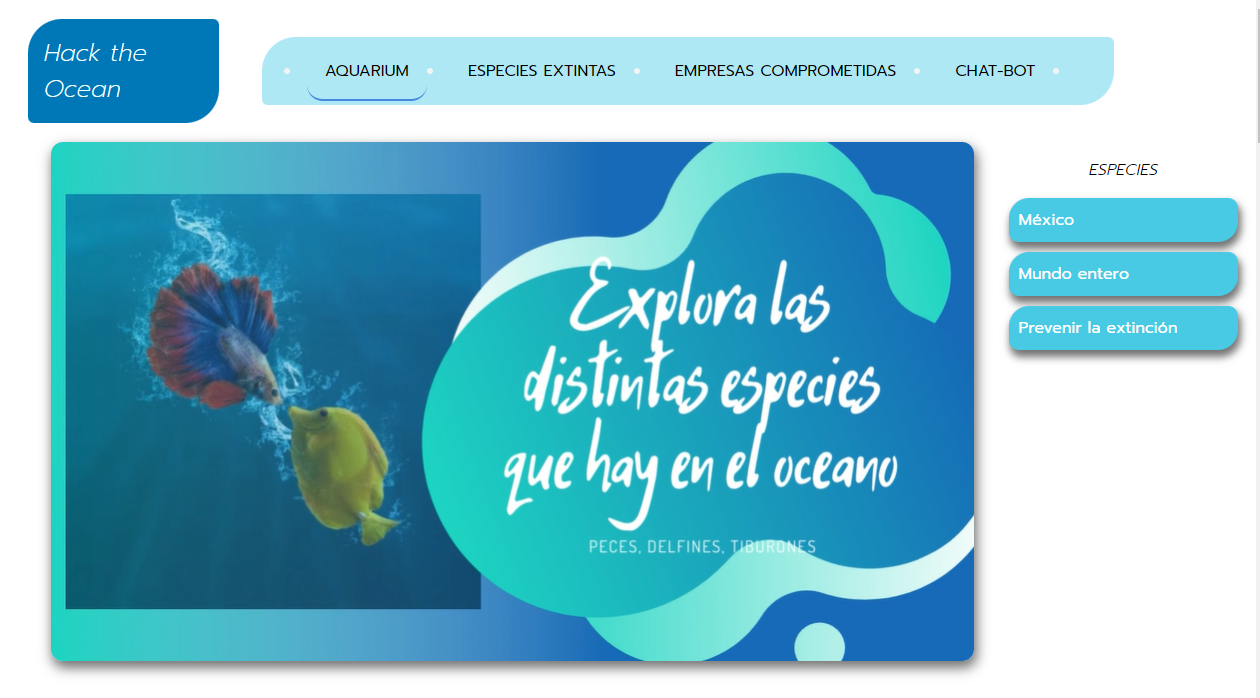 Hack the
Ocean
AQUARIUM
ESPECIES EXTINTAS
EMPRESAS COMPROMETIDAS
CHAT-BOT
Explora las
distintas especies
que hay en el oceano
PECES, DELFINES, TIBURONES
ESPECIES
México
Mundo entero
Prevenir la extinción